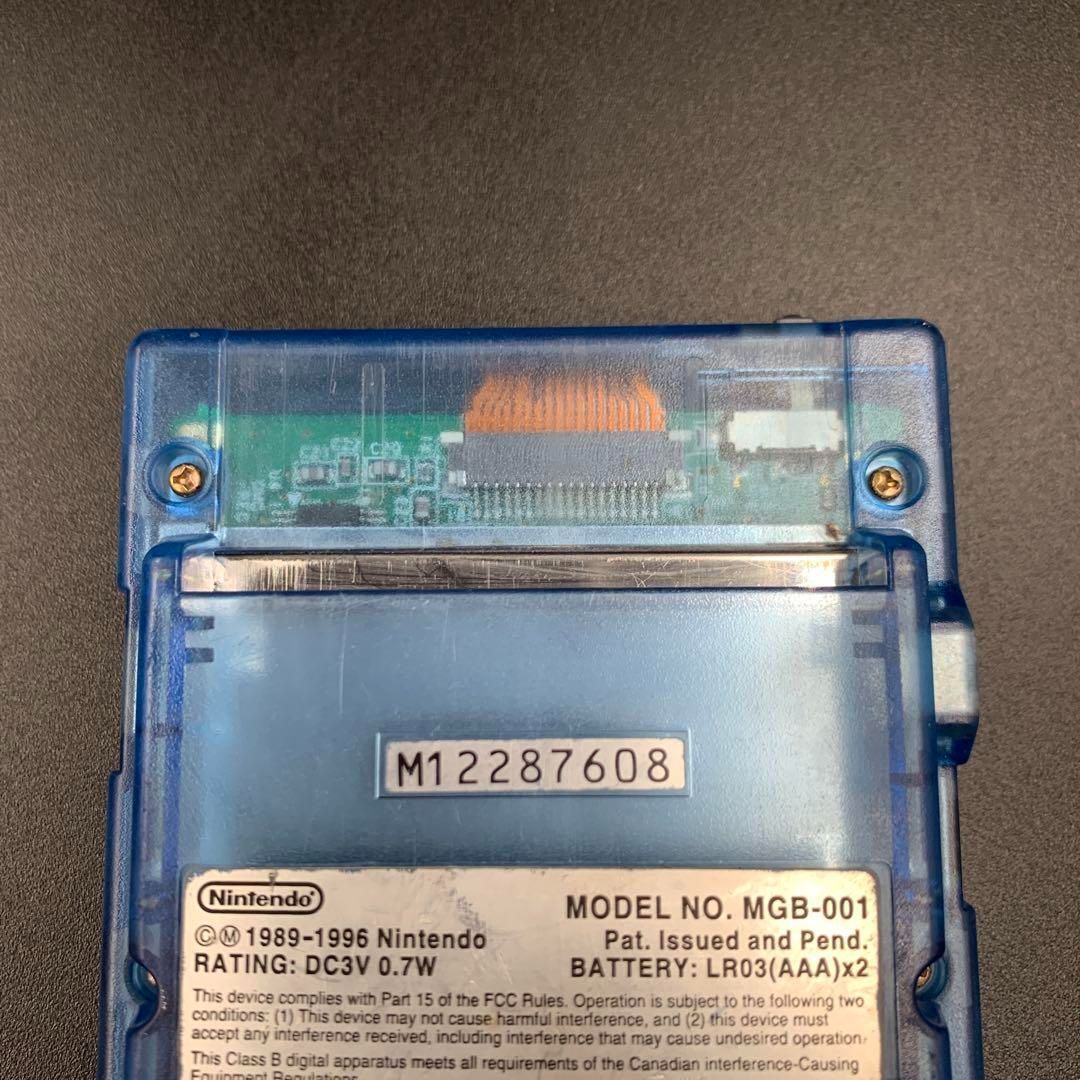 M12287608
Nintendo®
MODEL NO. MGB-001
©Ⓜ 1989-1996 Nintendo
Pat. Issued and Pend.
RATING: DC3V 0.7W
BATTERY: LR03(AAA)x2
This device complies with Part 15 of the FCC Rules. Operation is subject to the following two
conditions: (1) This device may not cause harmful interference, and (2) this device must
accept any interference received, including interference that may cause undesired operation.
This Class B digital apparatus meets all requirements of the Canadian interference-Causing
Equipment Regulations.